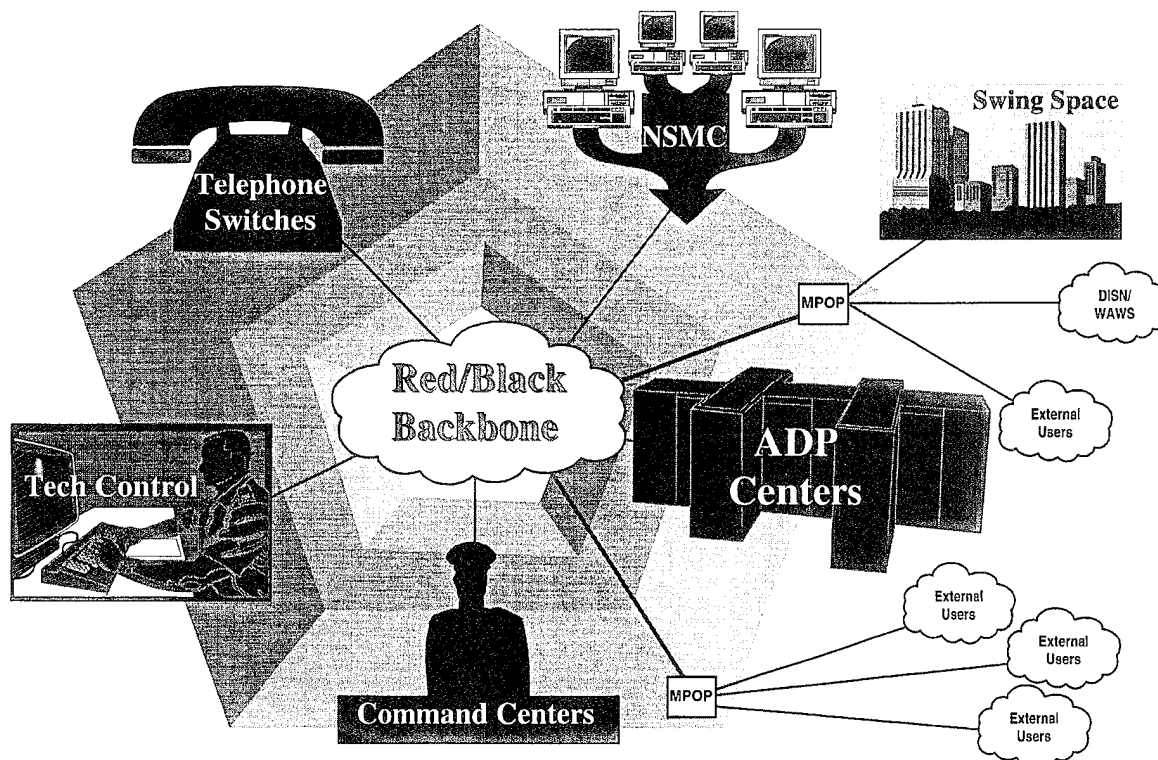 NSMC
Swing Space
Telephone
Switches
MPOP
DISN/
WAWS
Red/Black
Backbone
External
Users
ADP
Centers
Tech Control
External
Users
External
Users
MPOP
Command Centers
External
Users